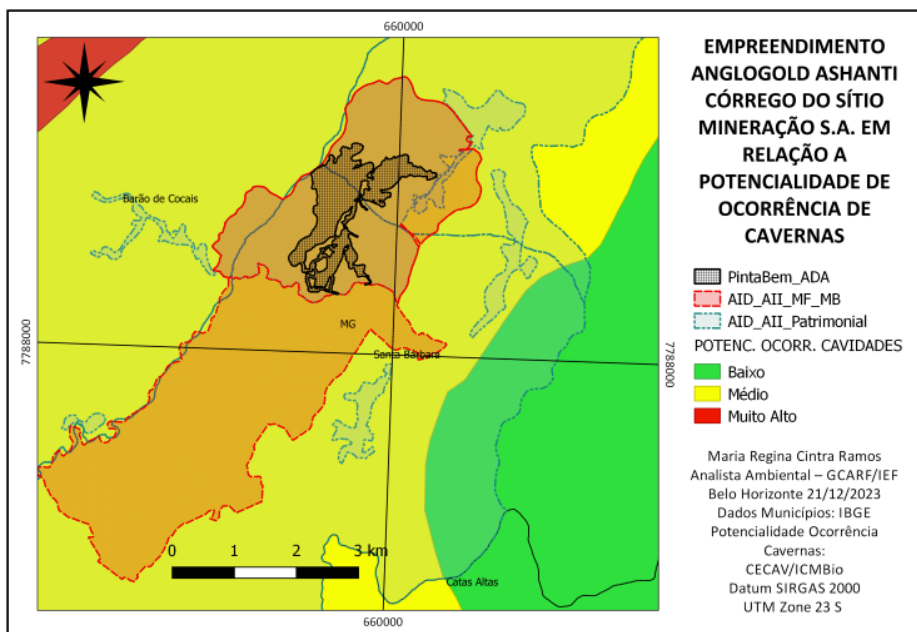 660000
7788000
Barão de Cocais
MG
Santa Bárbara
7788000
0 1 2 3 km
Catas Altas
660000
EMPREENDIMENTO
ANGLOGOLD ASHANTI
CÓRREGO DO SÍTIO
MINERAÇÃO S.A. EM
RELAÇÃO A
POTENCIALIDADE DE
OCORRÊNCIA DE
CAVERNAS
PintaBem_ADA
AID_AII_MF_MB
AID_AII_Patrimonial
POTENC. OCORR. CAVIDADES
Baixo
Médio
Muito Alto
Maria Regina Cintra Ramos
Analista Ambiental – GCARF/IEF
Belo Horizonte 21/12/2023
Dados Municípios: IBGE
Potencialidade Ocorrência
Cavernas:
CECAV/ICMBio
Datum SIRGAS 2000
UTM Zone 23 S